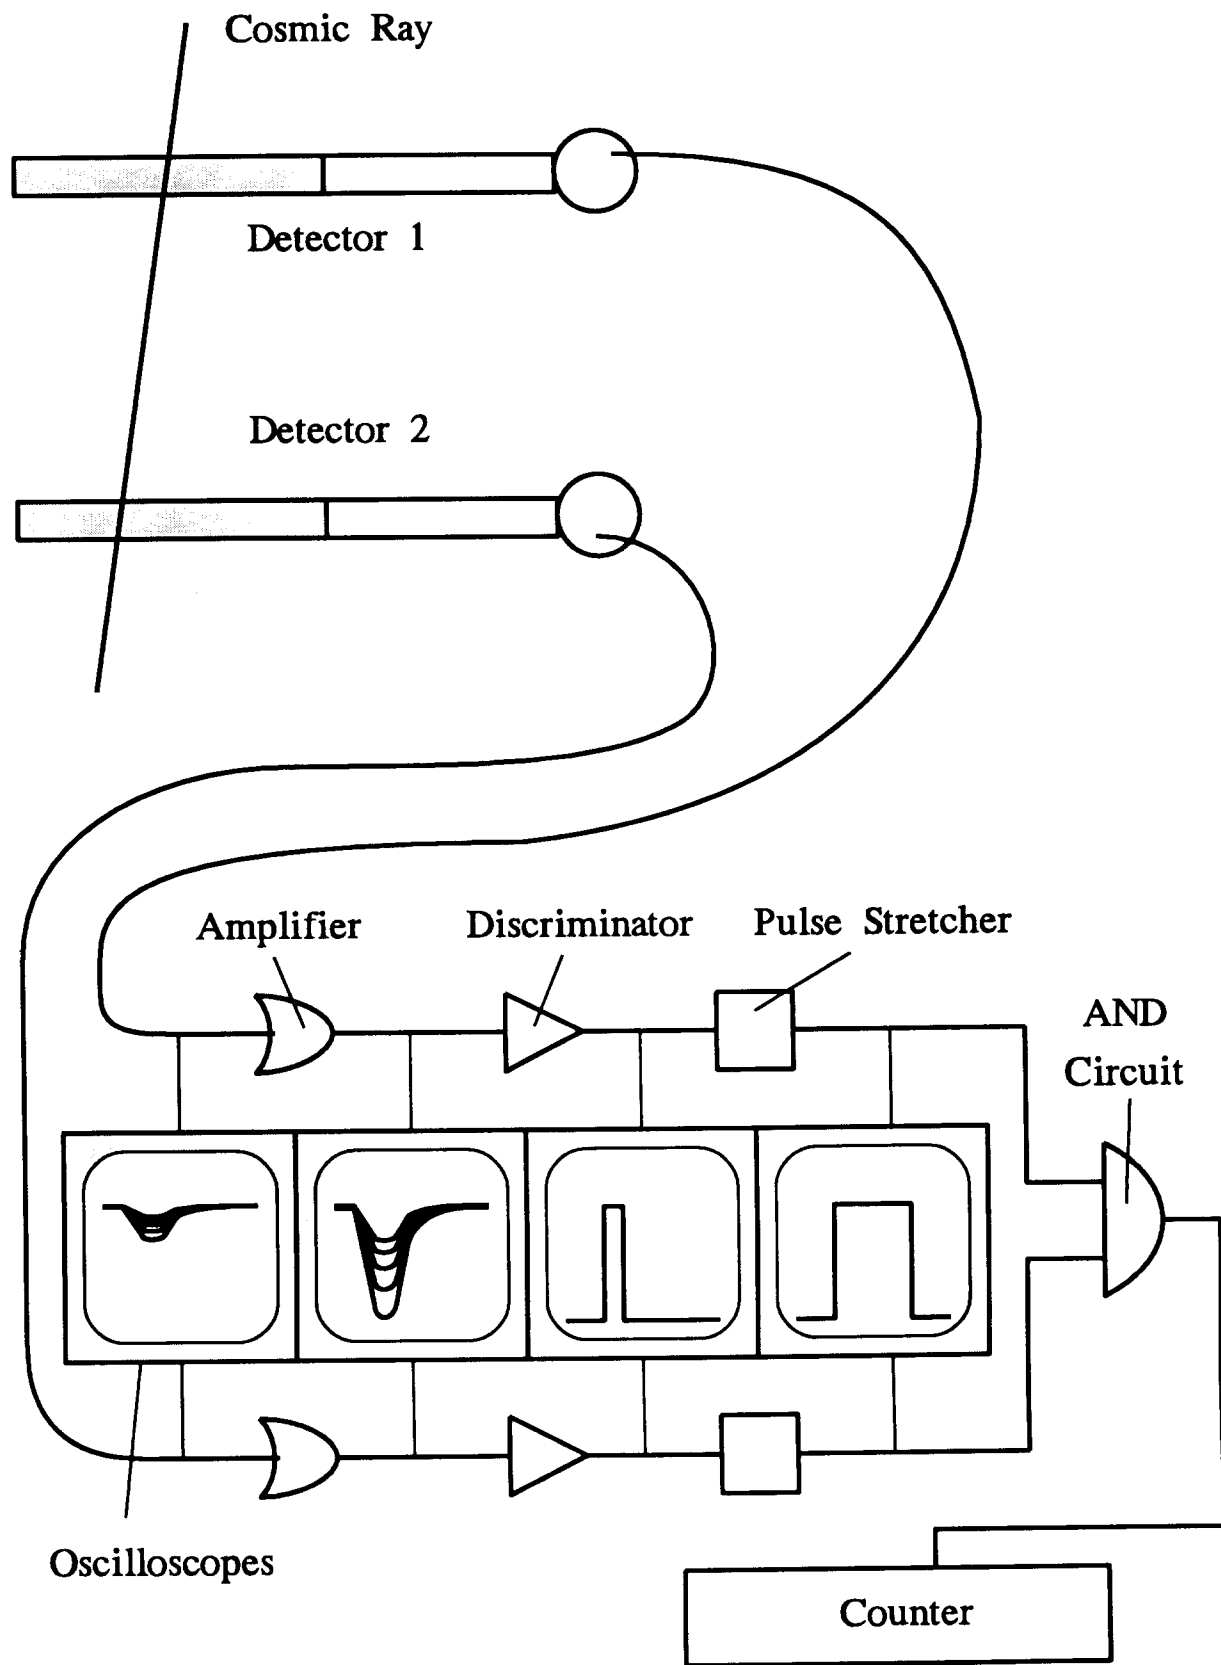 Cosmic Ray
Detector 1
Detector 2
Amplifier
Discriminator
Pulse Stretcher
AND
Circuit
Oscilloscopes
Counter